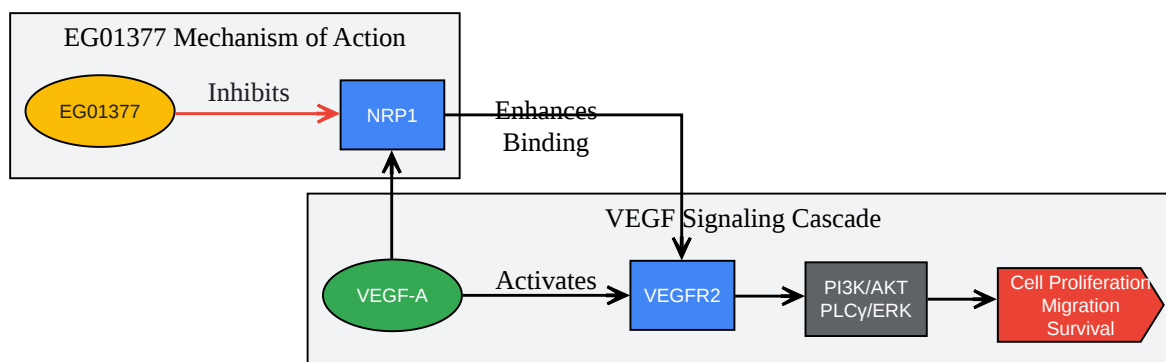 EG01377 Mechanism of Action
EG01377
Inhibits
NRP1
Enhances
Binding
VEGF Signaling Cascade
VEGF-A
Activates
VEGFR2
PI3K/AKT
PLCγ/ERK
Cell Proliferation
Migration
Survival